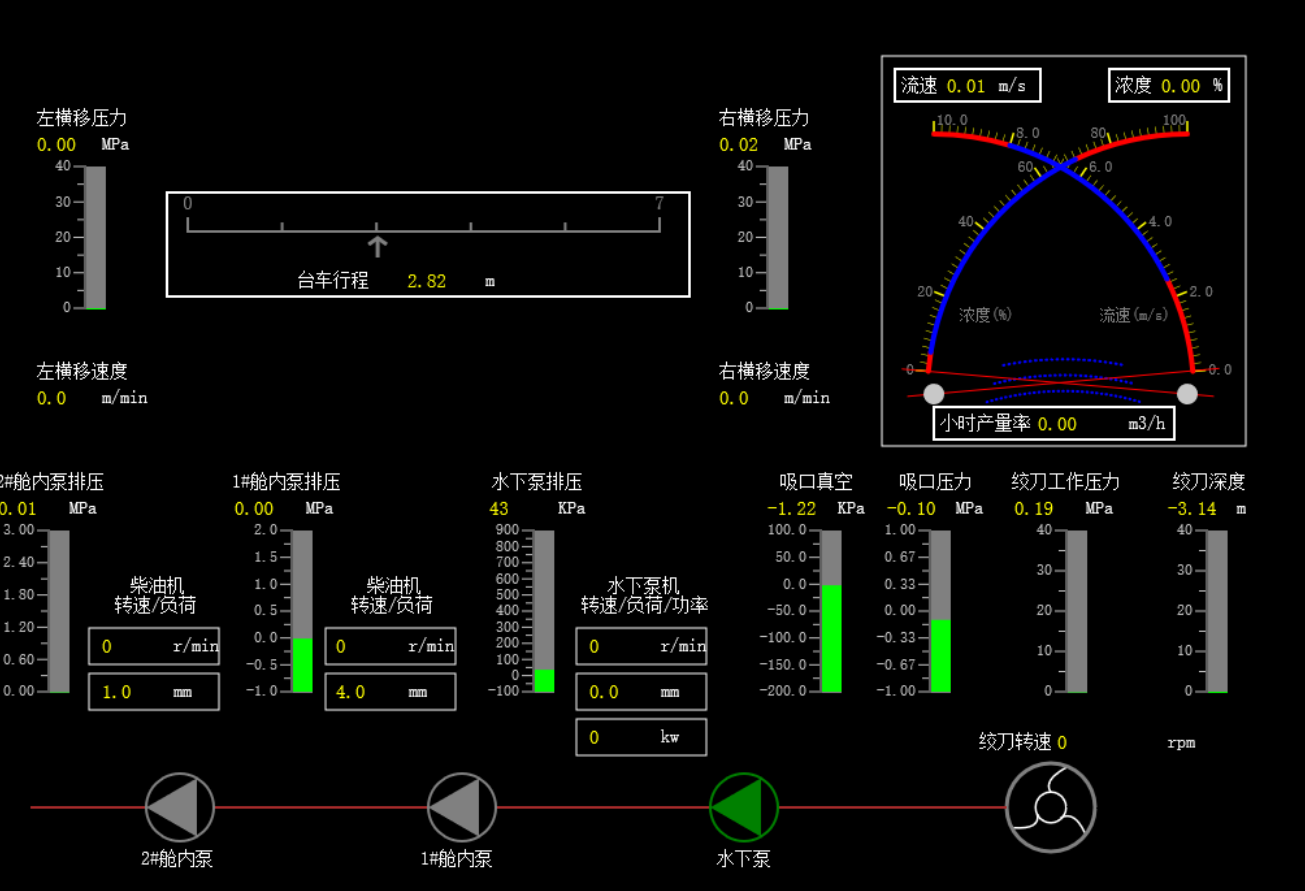 流速 0.01 m/s
浓度 0.00 %
左横移压力
0.00 MPa
40
30
20
10
0
0 7
台车行程 2.82 m
右横移压力
0.02 MPa
40
30
20
10
0
10.0 8.0 80 100
60 6.0
40 4.0
20 2.0
浓度(%) 流速(m/s)
0 0.0
小时产量率 0.00 m3/h
左横移速度
0.0 m/min
右横移速度
0.0 m/min
2#舱内泵排压
0.01 MPa
3.00
2.40
1.80
1.20
0.60
0.00
柴油机
转速/负荷
0 r/min
1.0 mm
1#舱内泵排压
0.00 MPa
2.0
1.5
1.0
0.5
0.0
-0.5
-1.0
柴油机
转速/负荷
0 r/min
4.0 mm
水下泵排压
43 KPa
900
800
700
600
500
400
300
200
100
0
-100
水下泵机
转速/负荷/功率
0 r/min
0.0 mm
0 kw
吸口真空
-1.22 KPa
100.0
50.0
0.0
-50.0
-100.0
-150.0
-200.0
吸口压力
-0.10 MPa
1.00
0.67
0.33
0.00
-0.33
-0.67
-1.00
绞刀工作压力
0.19 MPa
40
30
20
10
0
绞刀深度
-3.14 m
40
30
20
10
0
绞刀转速 0 rpm
2#舱内泵
1#舱内泵
水下泵